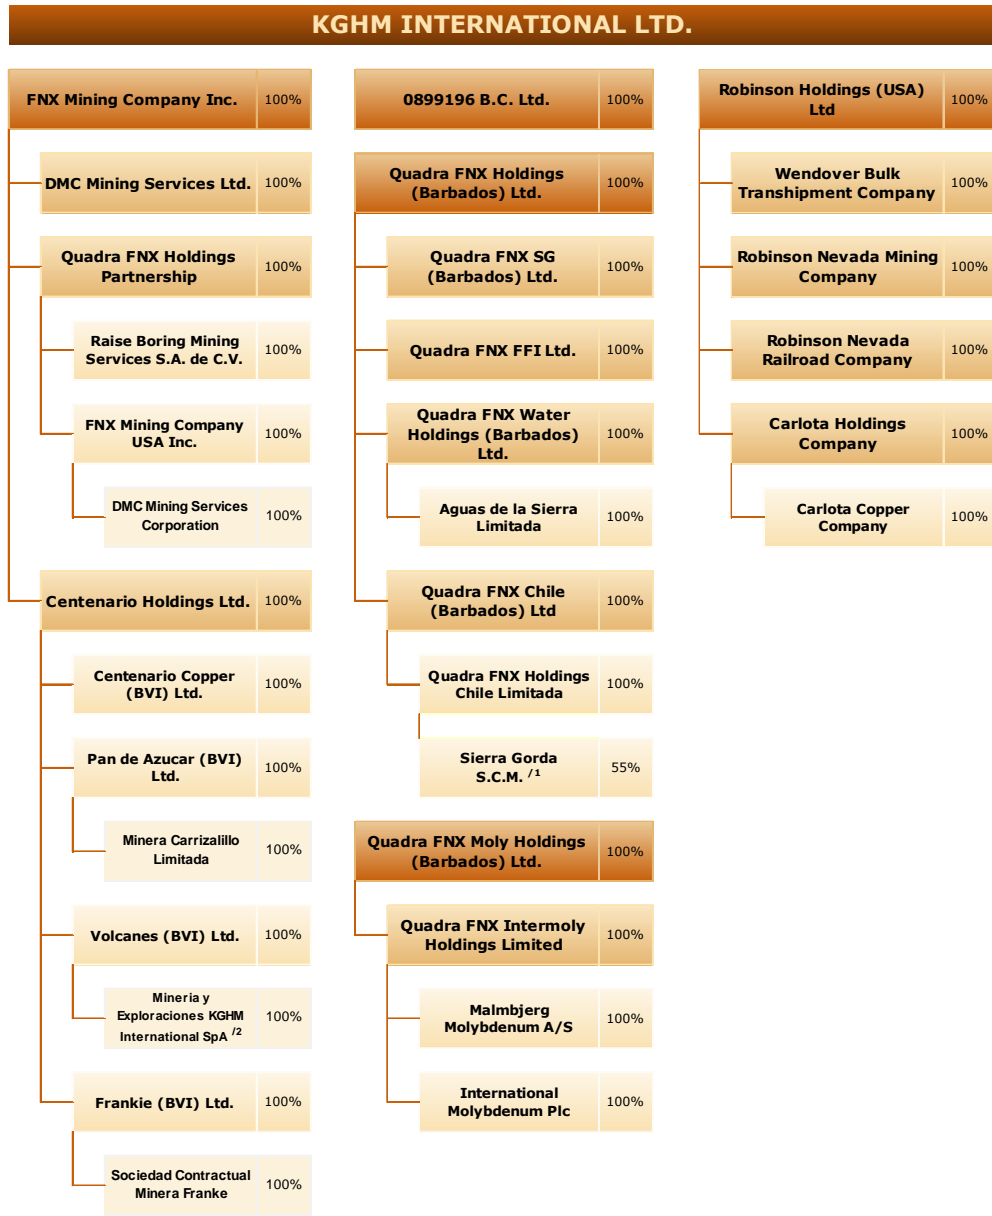 KGHM INTERNATIONAL LTD.
FNX Mining Company Inc. 100%
DMC Mining Services Ltd. 100%
Quadra FNX Holdings
Partnership 100%
Raise Boring Mining
Services S.A. de C.V. 100%
FNX Mining Company
USA Inc. 100%
DMC Mining Services
Corporation 100%
Centenario Holdings Ltd. 100%
Centenario Copper
(BVI) Ltd. 100%
Pan de Azucar (BVI)
Ltd. 100%
Minera Carrizalillo
Limitada 100%
Volcanes (BVI) Ltd. 100%
Mineria y
Exploraciones KGHM
International SpA /2 100%
Frankie (BVI) Ltd. 100%
Sociedad Contractual
Minera Franke 100%
0899196 B.C. Ltd. 100%
Quadra FNX Holdings
(Barbados) Ltd. 100%
Quadra FNX SG
(Barbados) Ltd. 100%
Quadra FNX FFI Ltd. 100%
Quadra FNX Water
Holdings (Barbados)
Ltd. 100%
Aguas de la Sierra
Limitada 100%
Quadra FNX Chile
(Barbados) Ltd 100%
Quadra FNX Holdings
Chile Limitada 100%
Sierra Gorda
S.C.M. /1 55%
Quadra FNX Moly Holdings
(Barbados) Ltd. 100%
Quadra FNX Intermoly
Holdings Limited 100%
Malmbjerg
Molybdenum A/S 100%
International
Molybdenum Plc 100%
Robinson Holdings (USA)
Ltd 100%
Wendover Bulk
Transhipment Company 100%
Robinson Nevada Mining
Company 100%
Robinson Nevada
Railroad Company 100%
Carlota Holdings
Company 100%
Carlota Copper
Company 100%